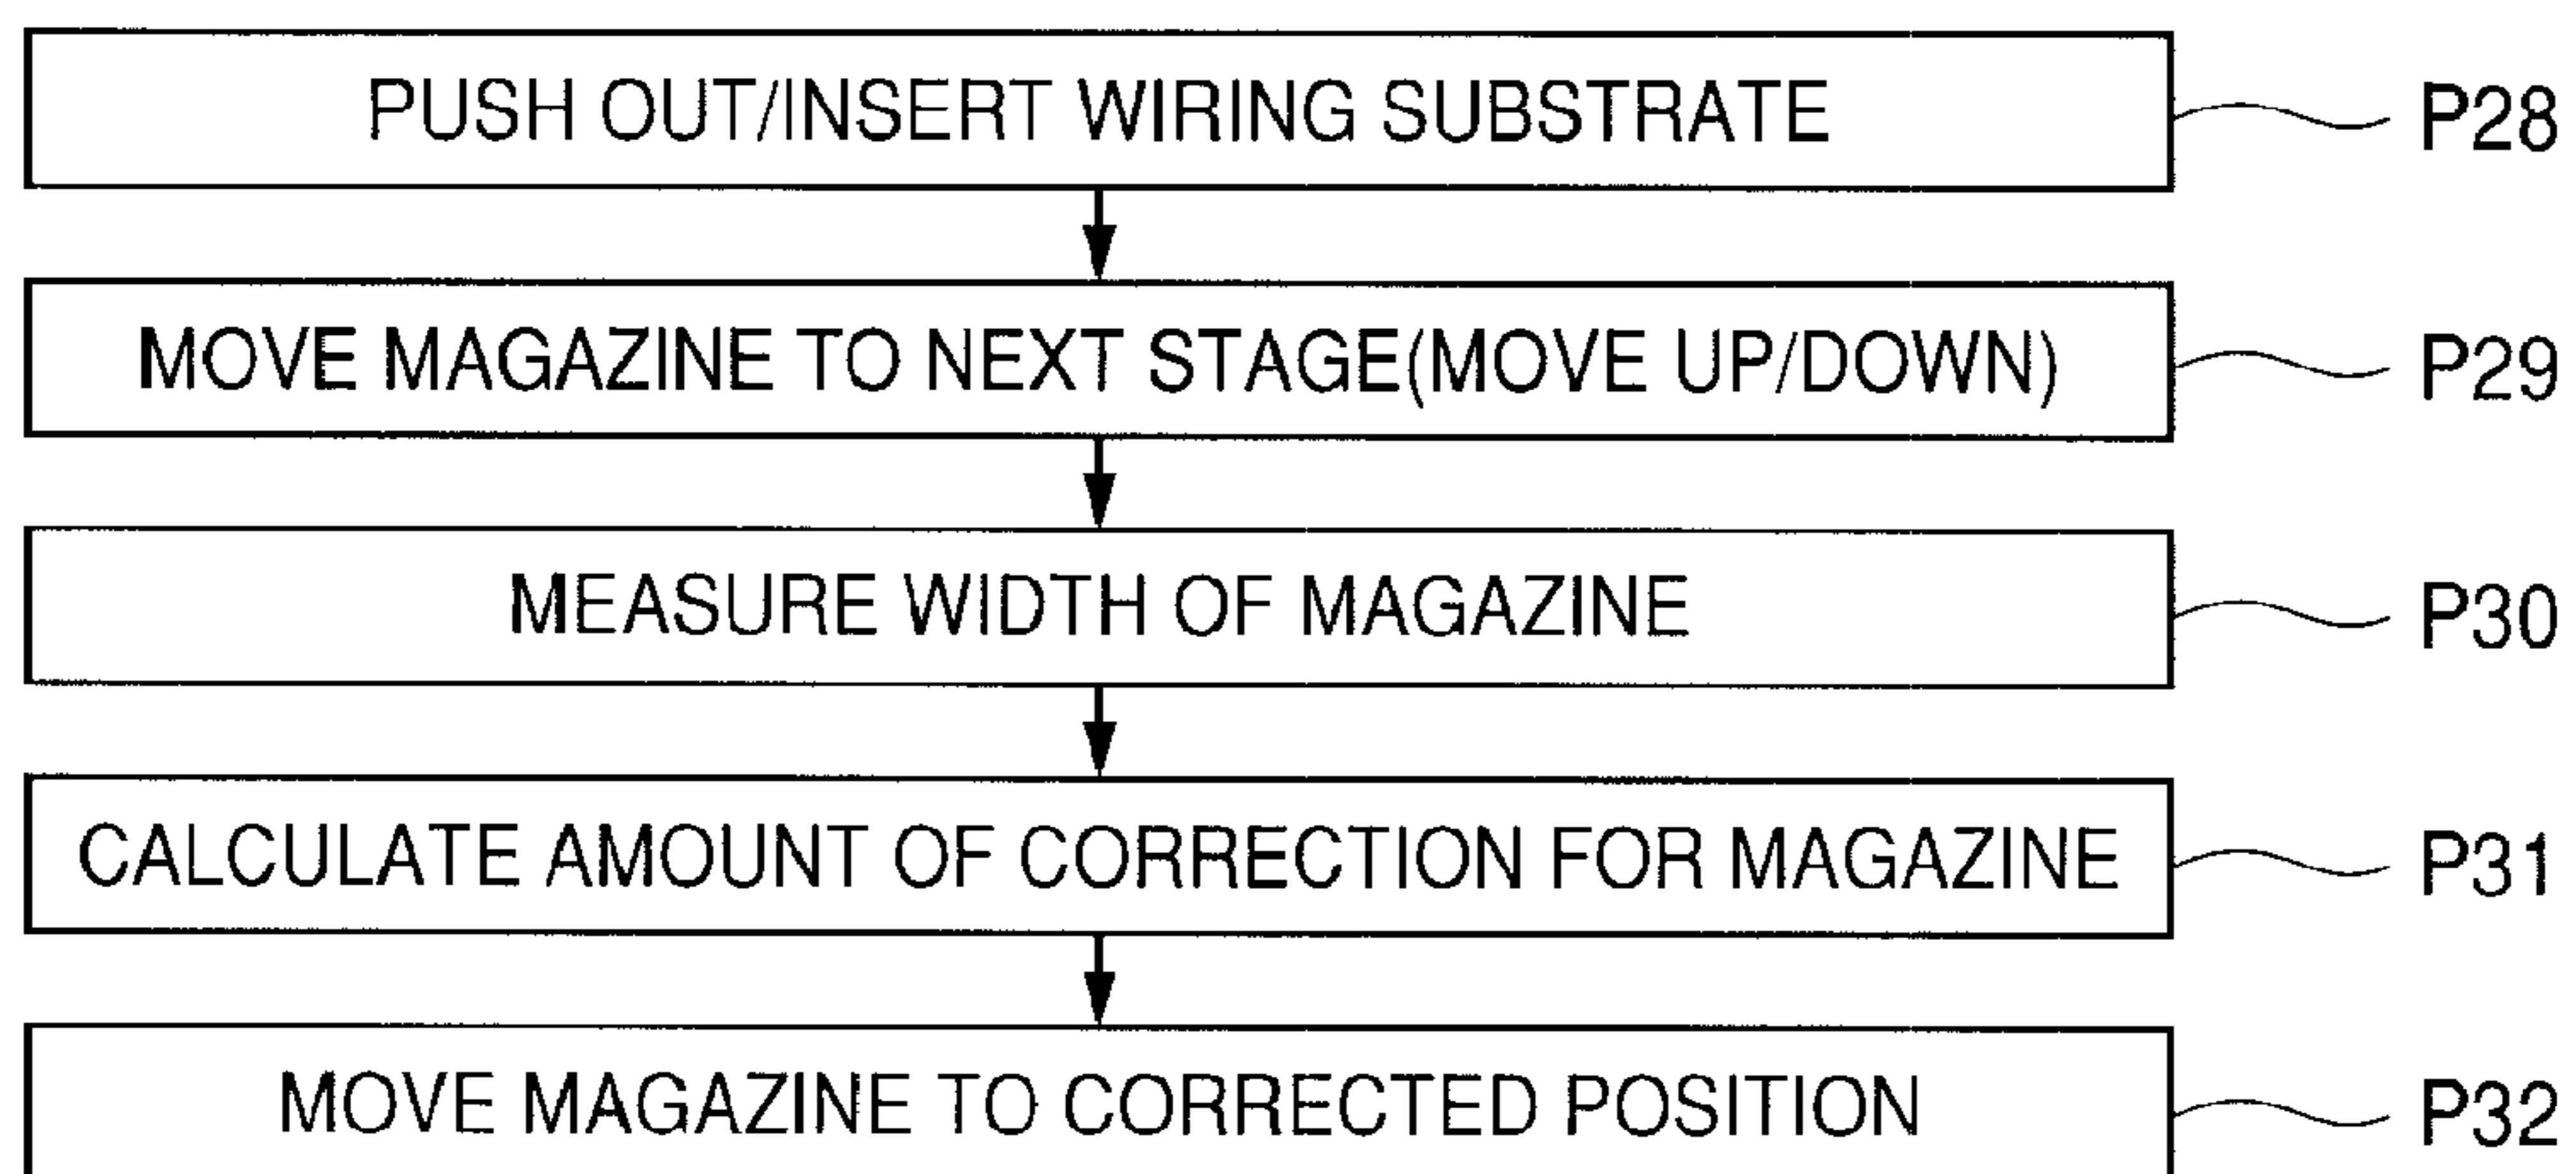 PUSH OUT/INSERT WIRING SUBSTRATE P28
MOVE MAGAZINE TO NEXT STAGE(MOVE UP/DOWN) P29
MEASURE WIDTH OF MAGAZINE P30
CALCULATE AMOUNT OF CORRECTION FOR MAGAZINE P31
MOVE MAGAZINE TO CORRECTED POSITION P32